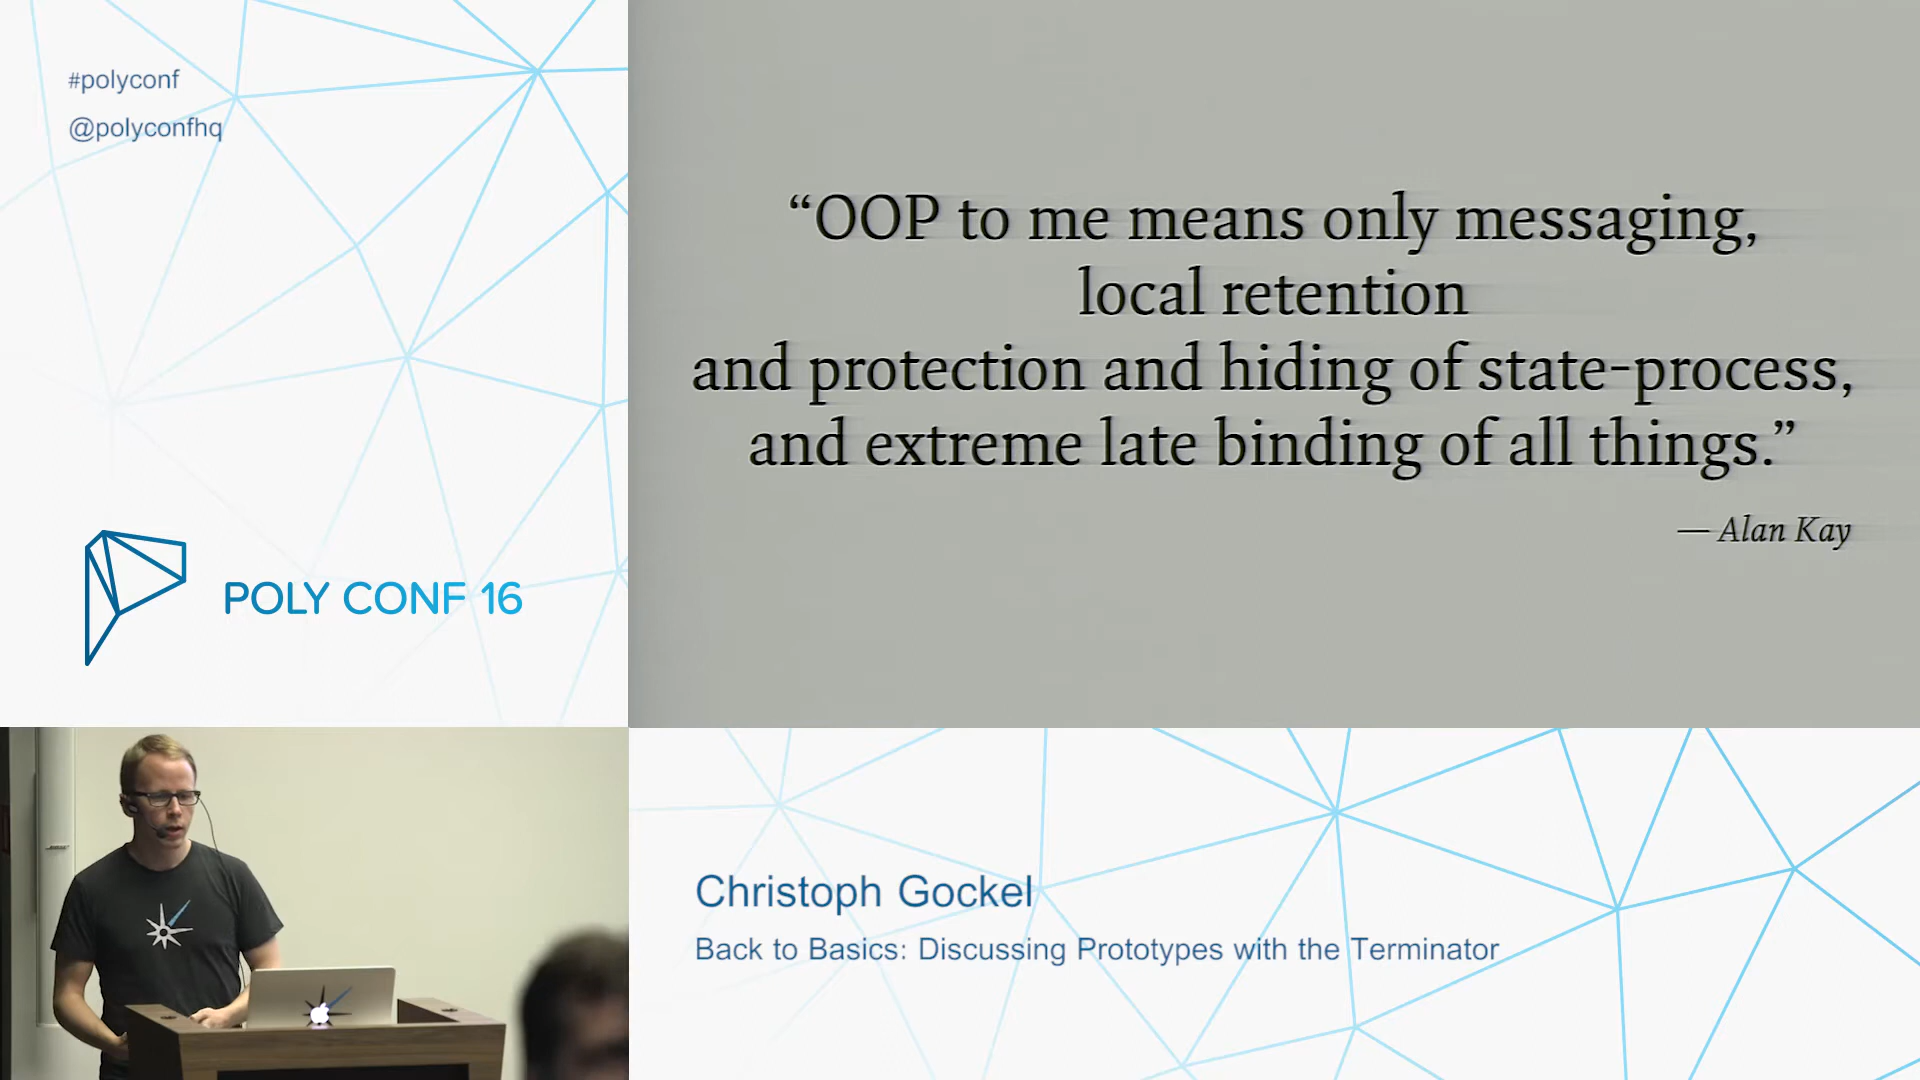 #polyconf
@polyconfhq
“OOP to me means only messaging,
local retention
and protection and hiding of state-process,
and extreme late binding of all things.”
— Alan Kay
POLY CONF 16
Christoph Gockel
Back to Basics: Discussing Prototypes with the Terminator